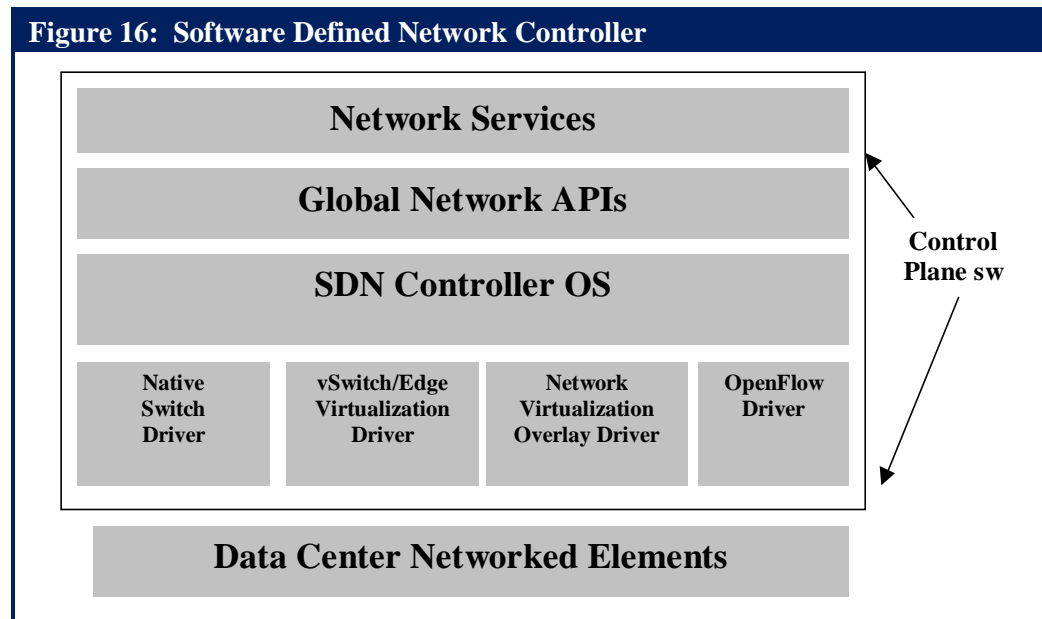 Figure 16:  Software Defined Network Controller
Network Services
Global Network APIs
Control
Plane sw
SDN Controller OS
Native
Switch
Driver
vSwitch/Edge
Virtualization
Driver
Network
Virtualization
Overlay Driver
OpenFlow
Driver
Data Center Networked Elements